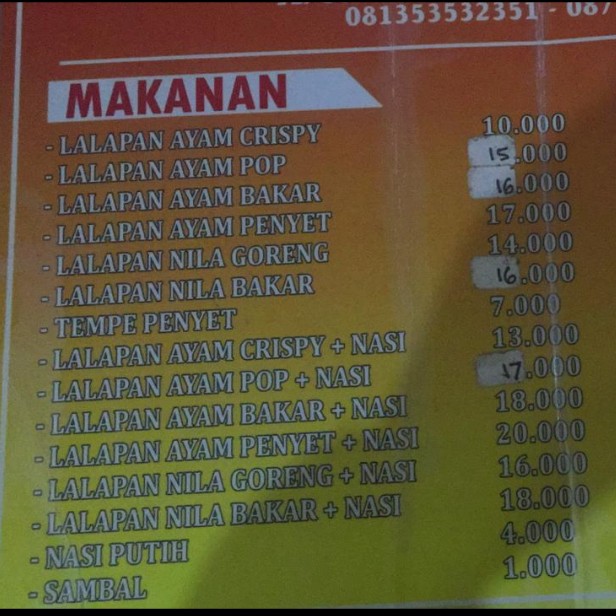 081353532351 - 087
MAKANAN
- LALAPAN AYAM CRISPY 10.000
- LALAPAN AYAM POP 15.000
- LALAPAN AYAM BAKAR 16.000
- LALAPAN AYAM PENYET 17.000
- LALAPAN NILA GORENG 14.000
- LALAPAN NILA BAKAR 16.000
- TEMPE PENYET 7.000
- LALAPAN AYAM CRISPY + NASI 13.000
- LALAPAN AYAM POP + NASI 17.000
- LALAPAN AYAM BAKAR + NASI 18.000
- LALAPAN AYAM PENYET + NASI 20.000
- LALAPAN NILA GORENG + NASI 16.000
- LALAPAN NILA BAKAR + NASI 18.000
- NASI PUTIH 4.000
- SAMBAL 1.000